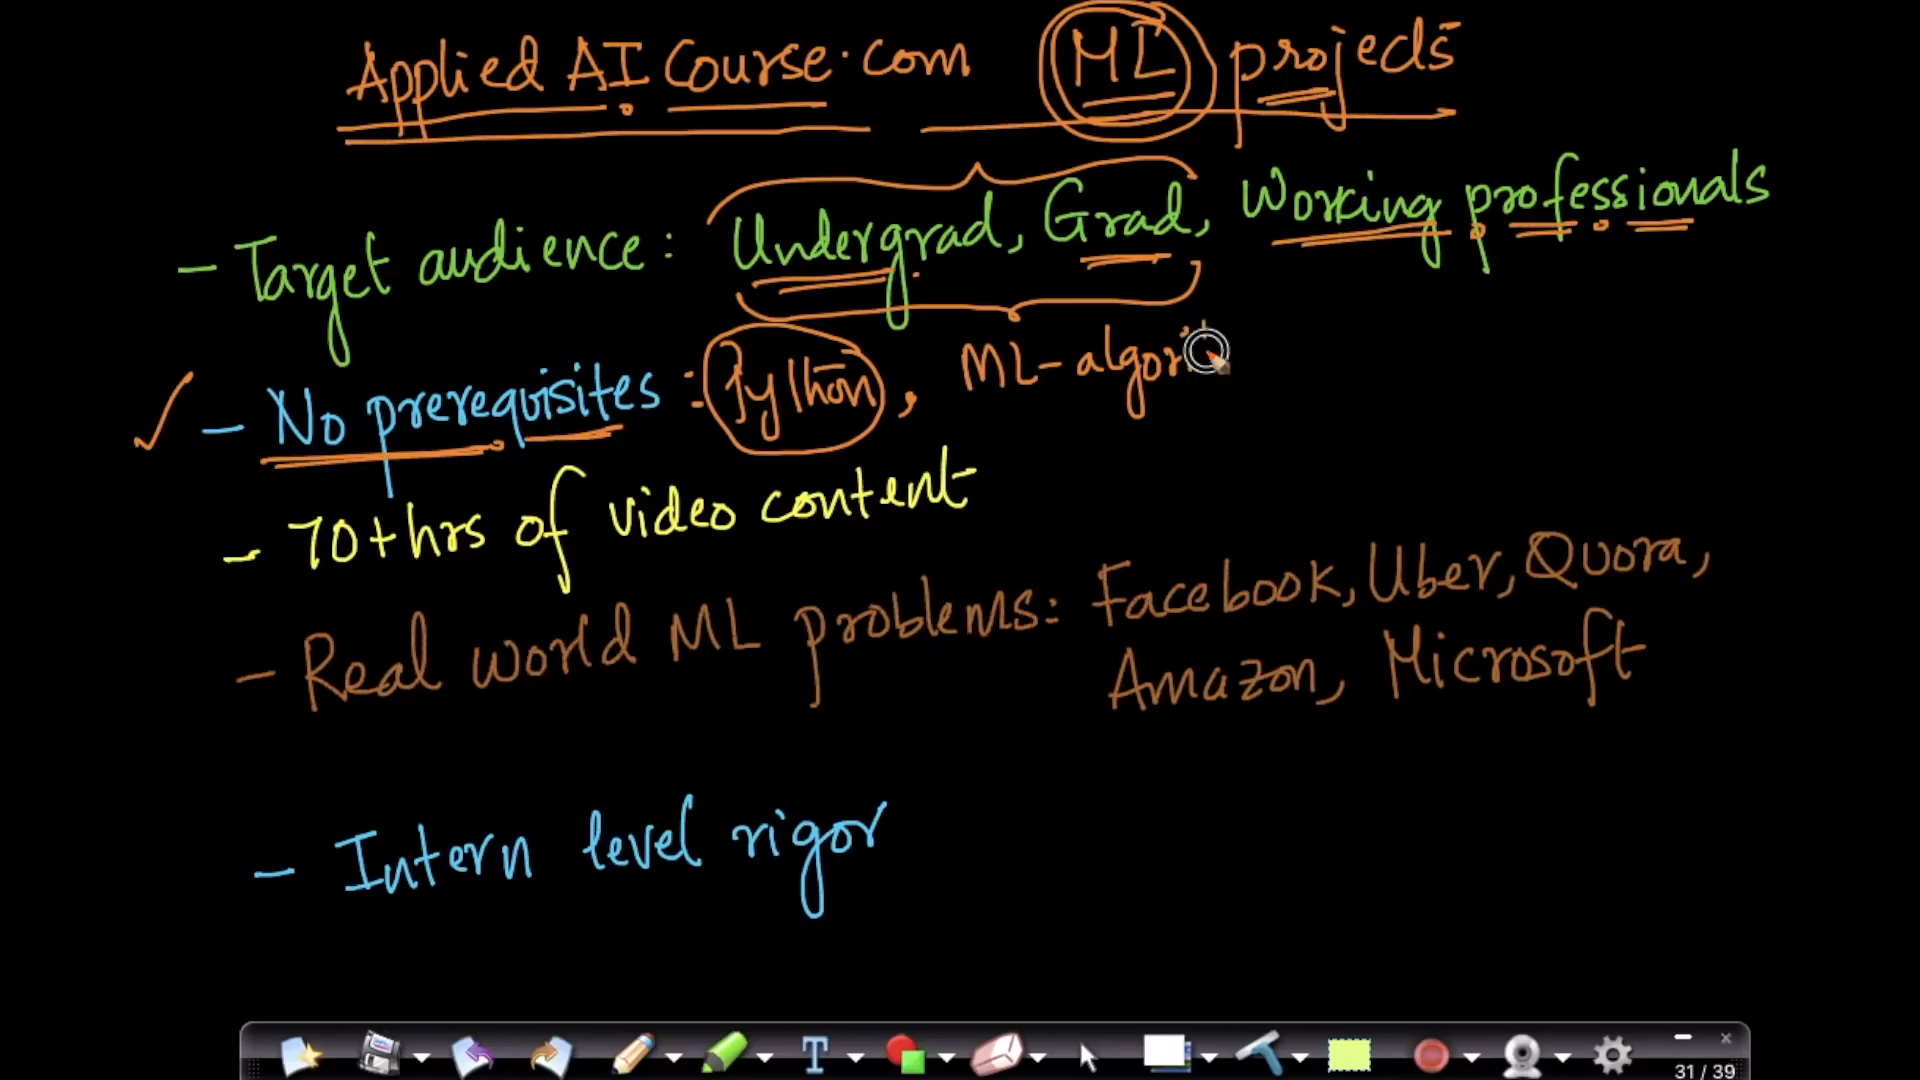 Applied AI Course.com ML projects
- Target audience: Undergrad, Grad, Working professionals
- No prerequisites: Python, ML-algorit
- 70+hrs of video content
- Real world ML problems: Facebook, Uber, Quora,
Amazon, Microsoft
- Intern level rigor
T
31 / 39